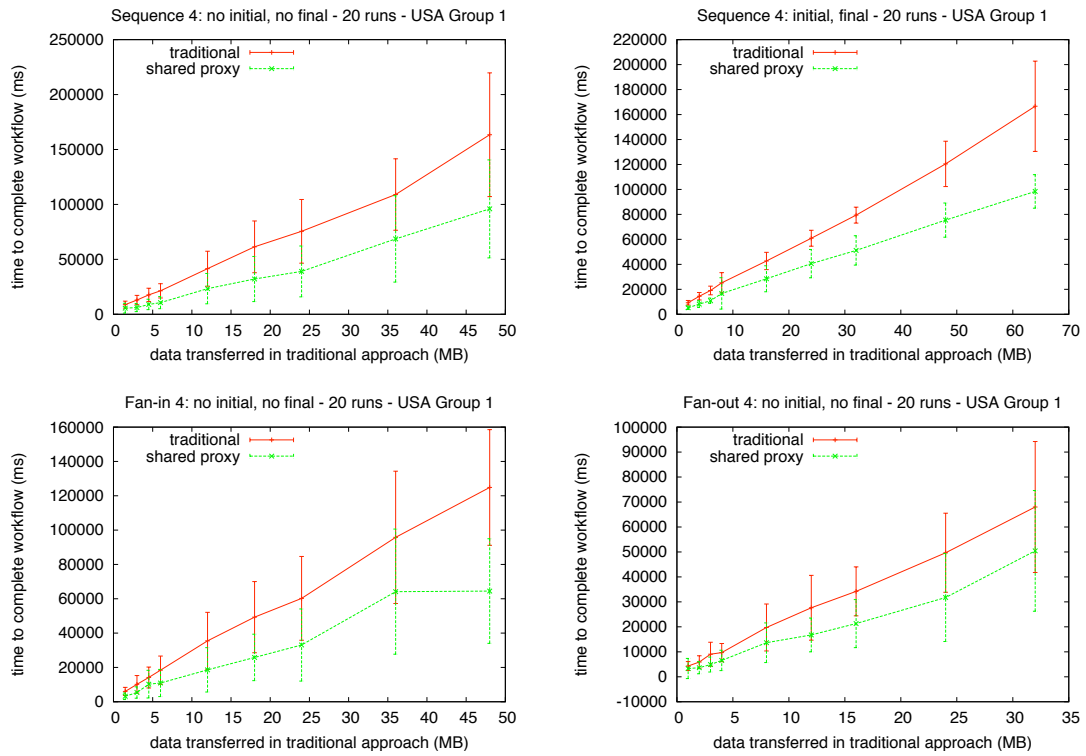 Sequence 4: no initial, no final - 20 runs - USA Group 1
250000
200000
150000
100000
50000
0
time to complete workflow (ms)
traditional
shared proxy
0 5 10 15 20 25 30 35 40 45 50
data transferred in traditional approach (MB)
Sequence 4: initial, final - 20 runs - USA Group 1
220000
200000
180000
160000
140000
120000
100000
80000
60000
40000
20000
0
time to complete workflow (ms)
traditional
shared proxy
0 10 20 30 40 50 60 70
data transferred in traditional approach (MB)
Fan-in 4: no initial, no final - 20 runs - USA Group 1
160000
140000
120000
100000
80000
60000
40000
20000
0
time to complete workflow (ms)
traditional
shared proxy
0 5 10 15 20 25 30 35 40 45 50
data transferred in traditional approach (MB)
Fan-out 4: no initial, no final - 20 runs - USA Group 1
100000
90000
80000
70000
60000
50000
40000
30000
20000
10000
0
-10000
time to complete workflow (ms)
traditional
shared proxy
0 5 10 15 20 25 30 35
data transferred in traditional approach (MB)